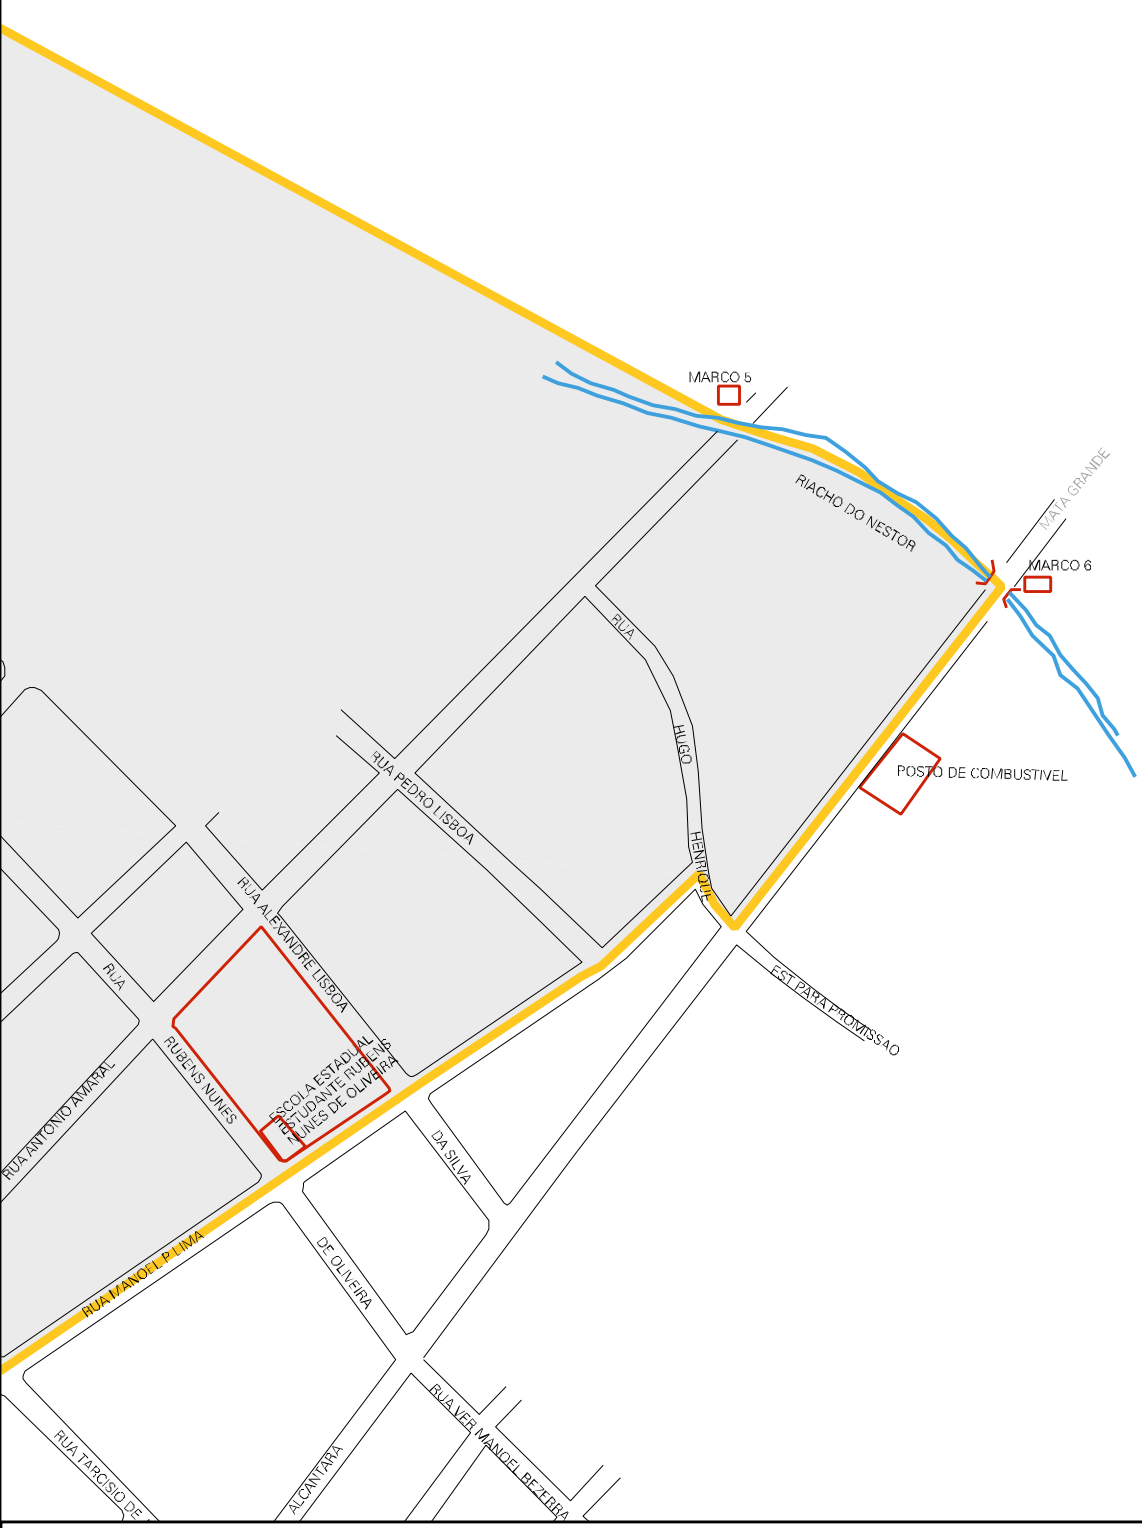 MARCO 5
MATA GRANDE
RIACHO DO NESTOR
MARCO 6
RUA
HUGO
HENRIQUE
RUA PEDRO LISBOA
POSTO DE COMBUSTIVEL
RUA ALEXANDRE LISBOA
RUA
RUBENS NUNES
EST PARA PROMISSAO
ESCOLA ESTADUAL
ESTUDANTE RUBENS
NUNES DE OLIVEIRA
RUA ANTONIO AMARAL
DA SILVA
RUA MANOEL P LIMA
DE OLIVEIRA
RUA VER MANOEL BEZERRA
RUA TARCISIO DE
ALCANTARA